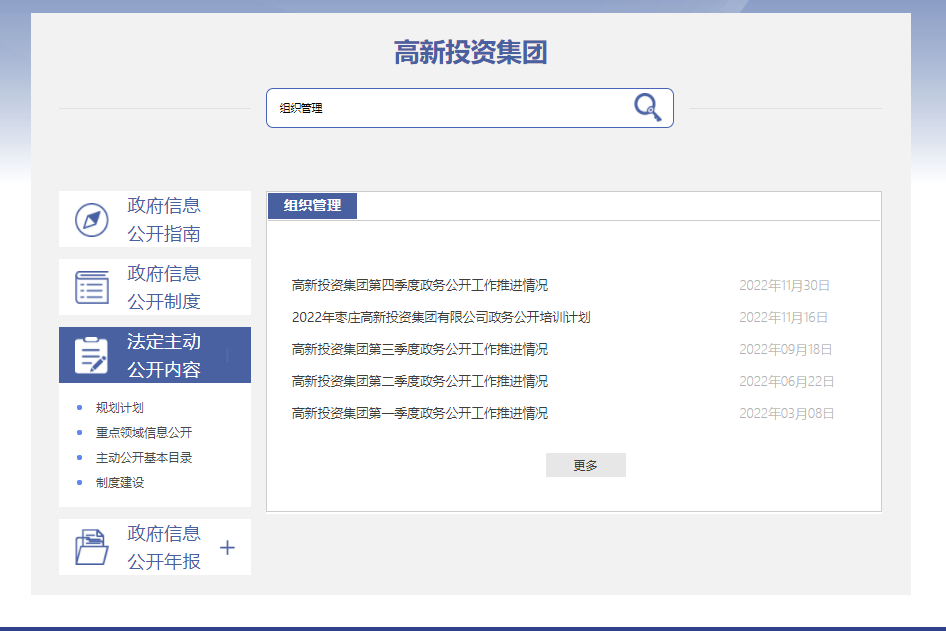 高新投资集团
组织管理
政府信息
公开指南
政府信息
公开制度
法定主动
公开内容
规划计划
重点领域信息公开
主动公开基本目录
制度建设
政府信息
公开年报
+
组织管理
高新投资集团第四季度政务公开工作推进情况 2022年11月30日
2022年枣庄高新投资集团有限公司政务公开培训计划 2022年11月16日
高新投资集团第三季度政务公开工作推进情况 2022年09月18日
高新投资集团第二季度政务公开工作推进情况 2022年06月22日
高新投资集团第一季度政务公开工作推进情况 2022年03月08日
更多